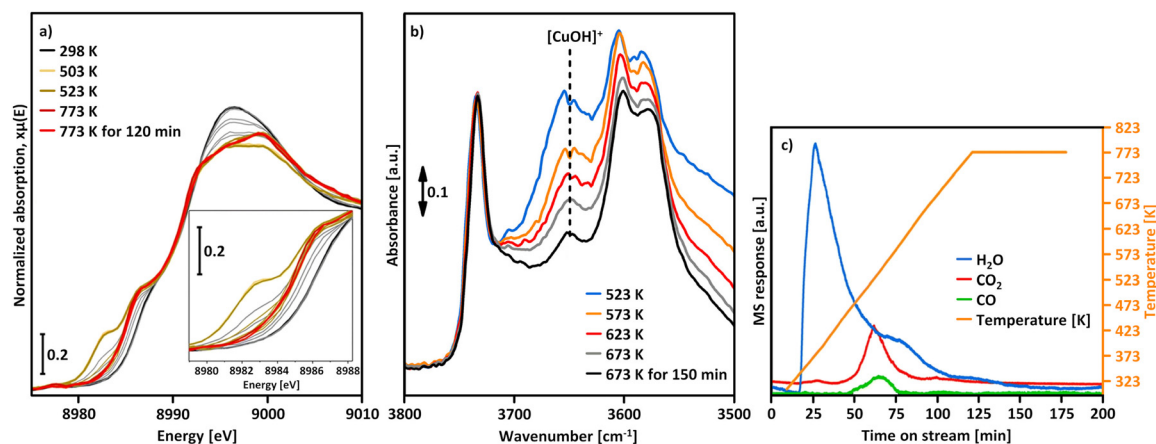 a)
298 K
503 K
523 K
773 K
773 K for 120 min
Normalized absorption, xμ(E)
0.2
0.2
8980 8982 8984 8986 8988
Energy [eV]
8980 8990 9000 9010
Energy [eV]
b)
[CuOH]+
Absorbance [a.u.]
0.1
523 K
573 K
623 K
673 K
673 K for 150 min
3800 3700 3600 3500
Wavenumber [cm-1]
c)
MS response [a.u.]
H2O
CO2
CO
Temperature [K]
823
773
723
673
623
573
523
473
423
373
323
Temperature [K]
0 25 50 75 100 125 150 175 200
Time on stream [min]